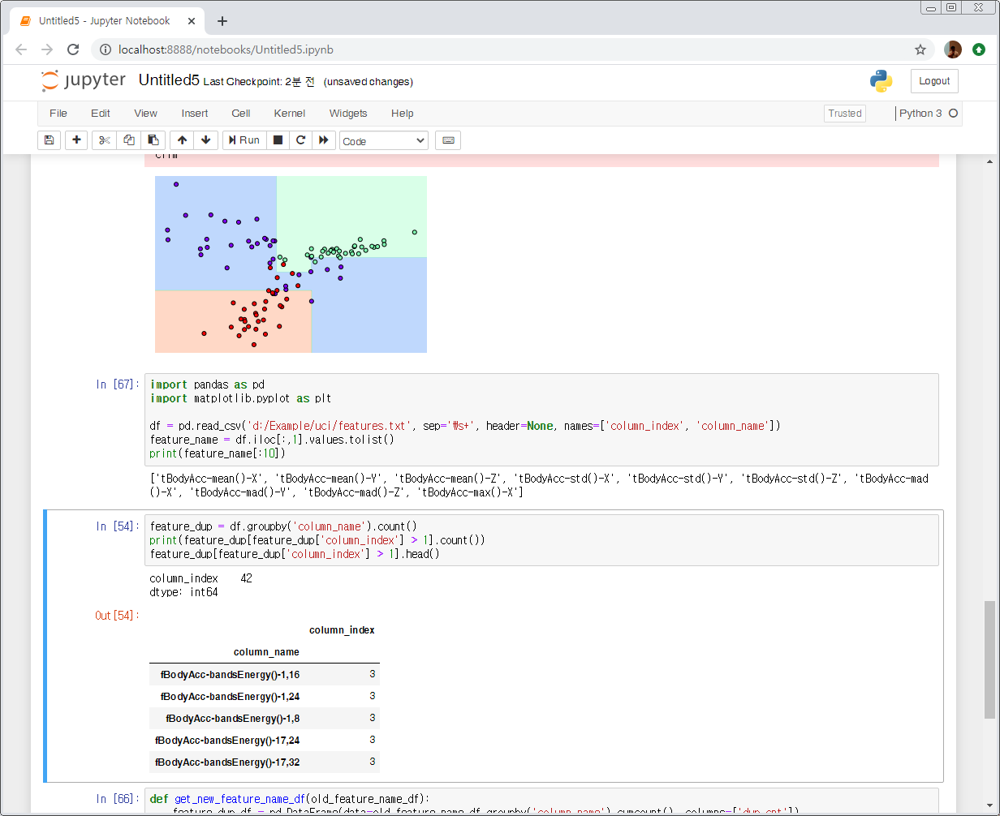 Untitled5 - Jupyter Notebook
localhost:8888/notebooks/Untitled5.ipynb
jupyter Untitled5 Last Checkpoint: 2분 전 (unsaved changes)
Logout
File Edit View Insert Cell Kernel Widgets Help
Trusted
Python 3
Run
Code
In [67]:
import pandas as pd
import matplotlib.pyplot as plt
df = pd.read_csv('d:/Example/uci/features.txt', sep='₩s+', header=None, names=['column_index', 'column_name'])
feature_name = df.iloc[:,1].values.tolist()
print(feature_name[:10])
['tBodyAcc-mean()-X', 'tBodyAcc-mean()-Y', 'tBodyAcc-mean()-Z', 'tBodyAcc-std()-X', 'tBodyAcc-std()-Y', 'tBodyAcc-std()-Z', 'tBodyAcc-mad
()-X', 'tBodyAcc-mad()-Y', 'tBodyAcc-mad()-Z', 'tBodyAcc-max()-X']
In [54]:
feature_dup = df.groupby('column_name').count()
print(feature_dup[feature_dup['column_index'] > 1].count())
feature_dup[feature_dup['column_index'] > 1].head()
column_index 42
dtype: int64
Out[54]:
column_index
column_name
fBodyAcc-bandsEnergy()-1,16 3
fBodyAcc-bandsEnergy()-1,24 3
fBodyAcc-bandsEnergy()-1,8 3
fBodyAcc-bandsEnergy()-17,24 3
fBodyAcc-bandsEnergy()-17,32 3
In [66]:
def get_new_feature_name_df(old_feature_name_df):
feature_dup_df = pd.DataFrame(data=old_feature_name_df.groupby('column_name').cumcount(), columns=['dup_cnt'])